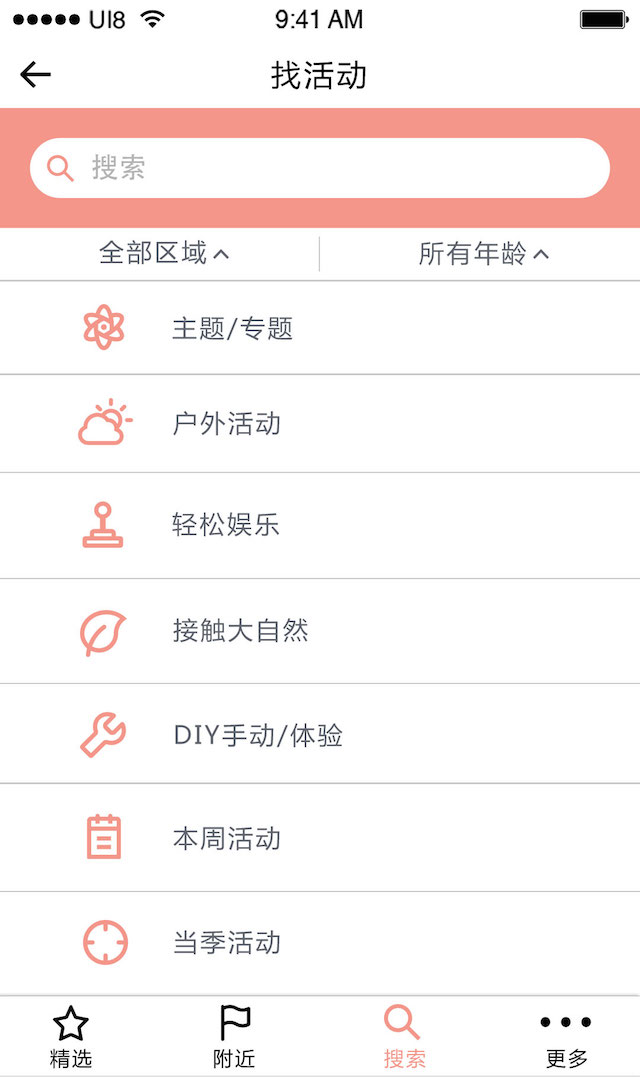 UI8 9:41 AM
找活动
搜索
全部区域 所有年龄
主题/专题
户外活动
轻松娱乐
接触大自然
DIY手动/体验
本周活动
当季活动
精选 附近 搜索 更多